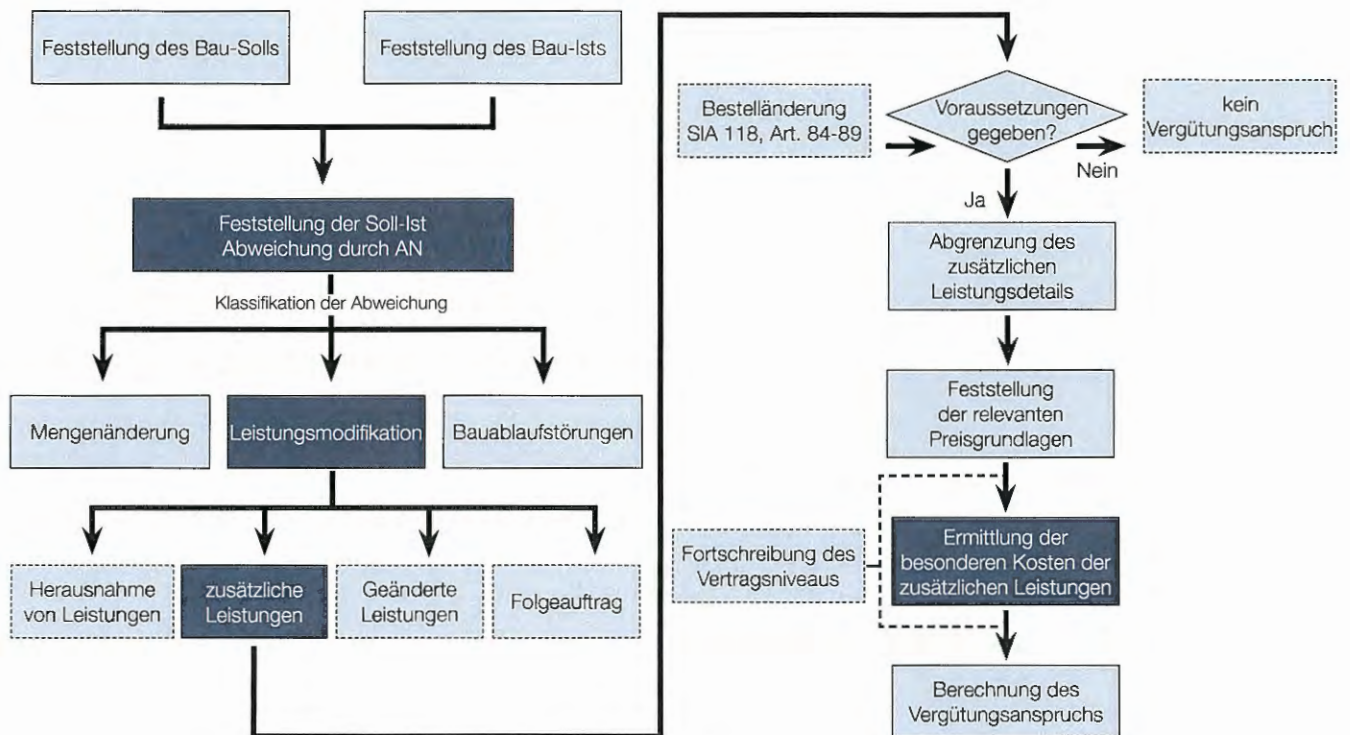 Feststellung des Bau-Solls
Feststellung des Bau-Ists
Feststellung der Soll-Ist
Abweichung durch AN
Klassifikation der Abweichung
Mengenänderung
Leistungsmodifikation
Bauablaufstörungen
Herausnahme
von Leistungen
zusätzliche
Leistungen
Geänderte
Leistungen
Folgeauftrag
Bestelländerung
SIA 118, Art. 84-89
Voraussetzungen
gegeben?
kein
Vergütungsanspruch
Nein
Ja
Abgrenzung des
zusätzlichen
Leistungsdetails
Feststellung
der relevanten
Preisgrundlagen
Fortschreibung des
Vertragsniveaus
Ermittlung der
besonderen Kosten der
zusätzlichen Leistungen
Berechnung des
Vergütungsanspruchs